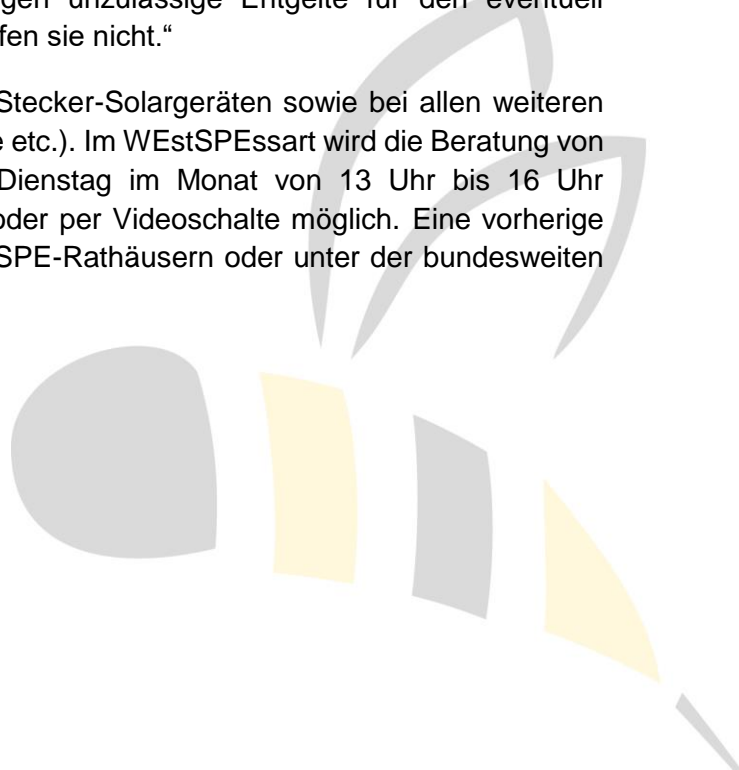 unzulässige Entgelte für den eventuell
fen sie nicht.“
Stecker-Solargeräten sowie bei allen weiteren
etc.). Im WEstSPEssart wird die Beratung von
Dienstag im Monat von 13 Uhr bis 16 Uhr
oder per Videoschalte möglich. Eine vorherige
SPE-Rathäusern oder unter der bundesweiten